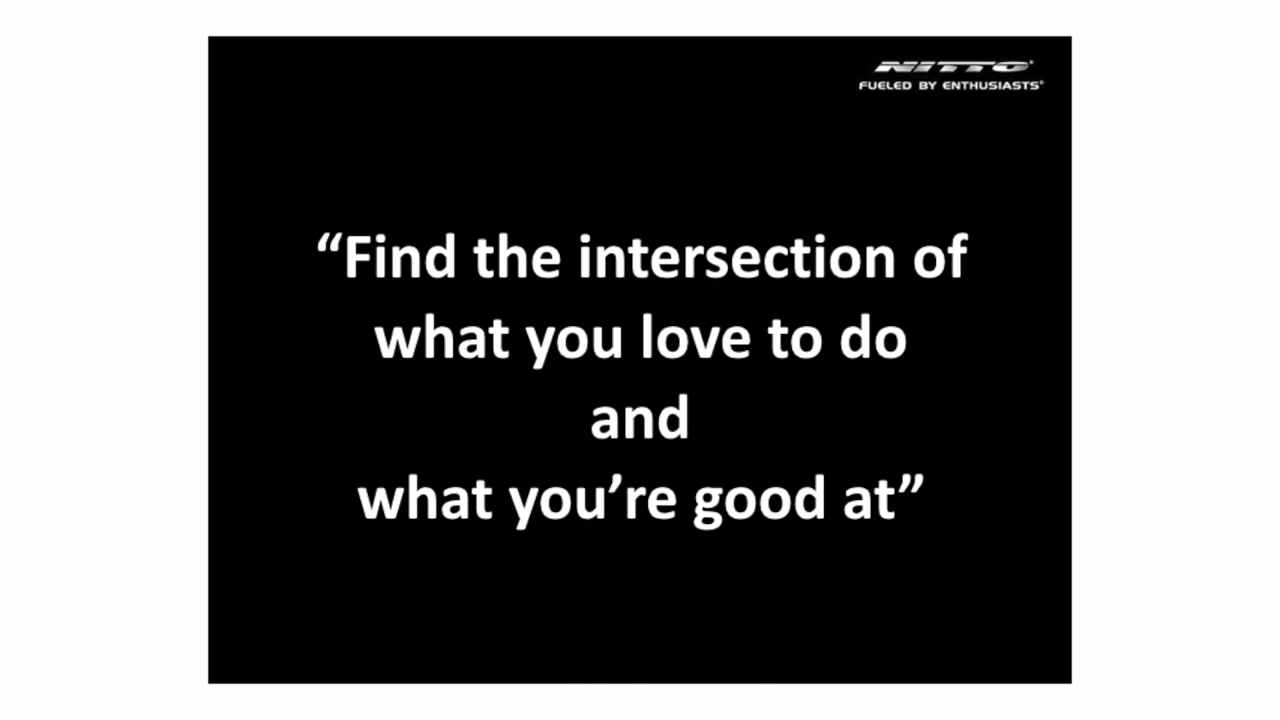 NITTO®
FUELED BY ENTHUSIASTS®
“Find the intersection of
what you love to do
and
what you’re good at”